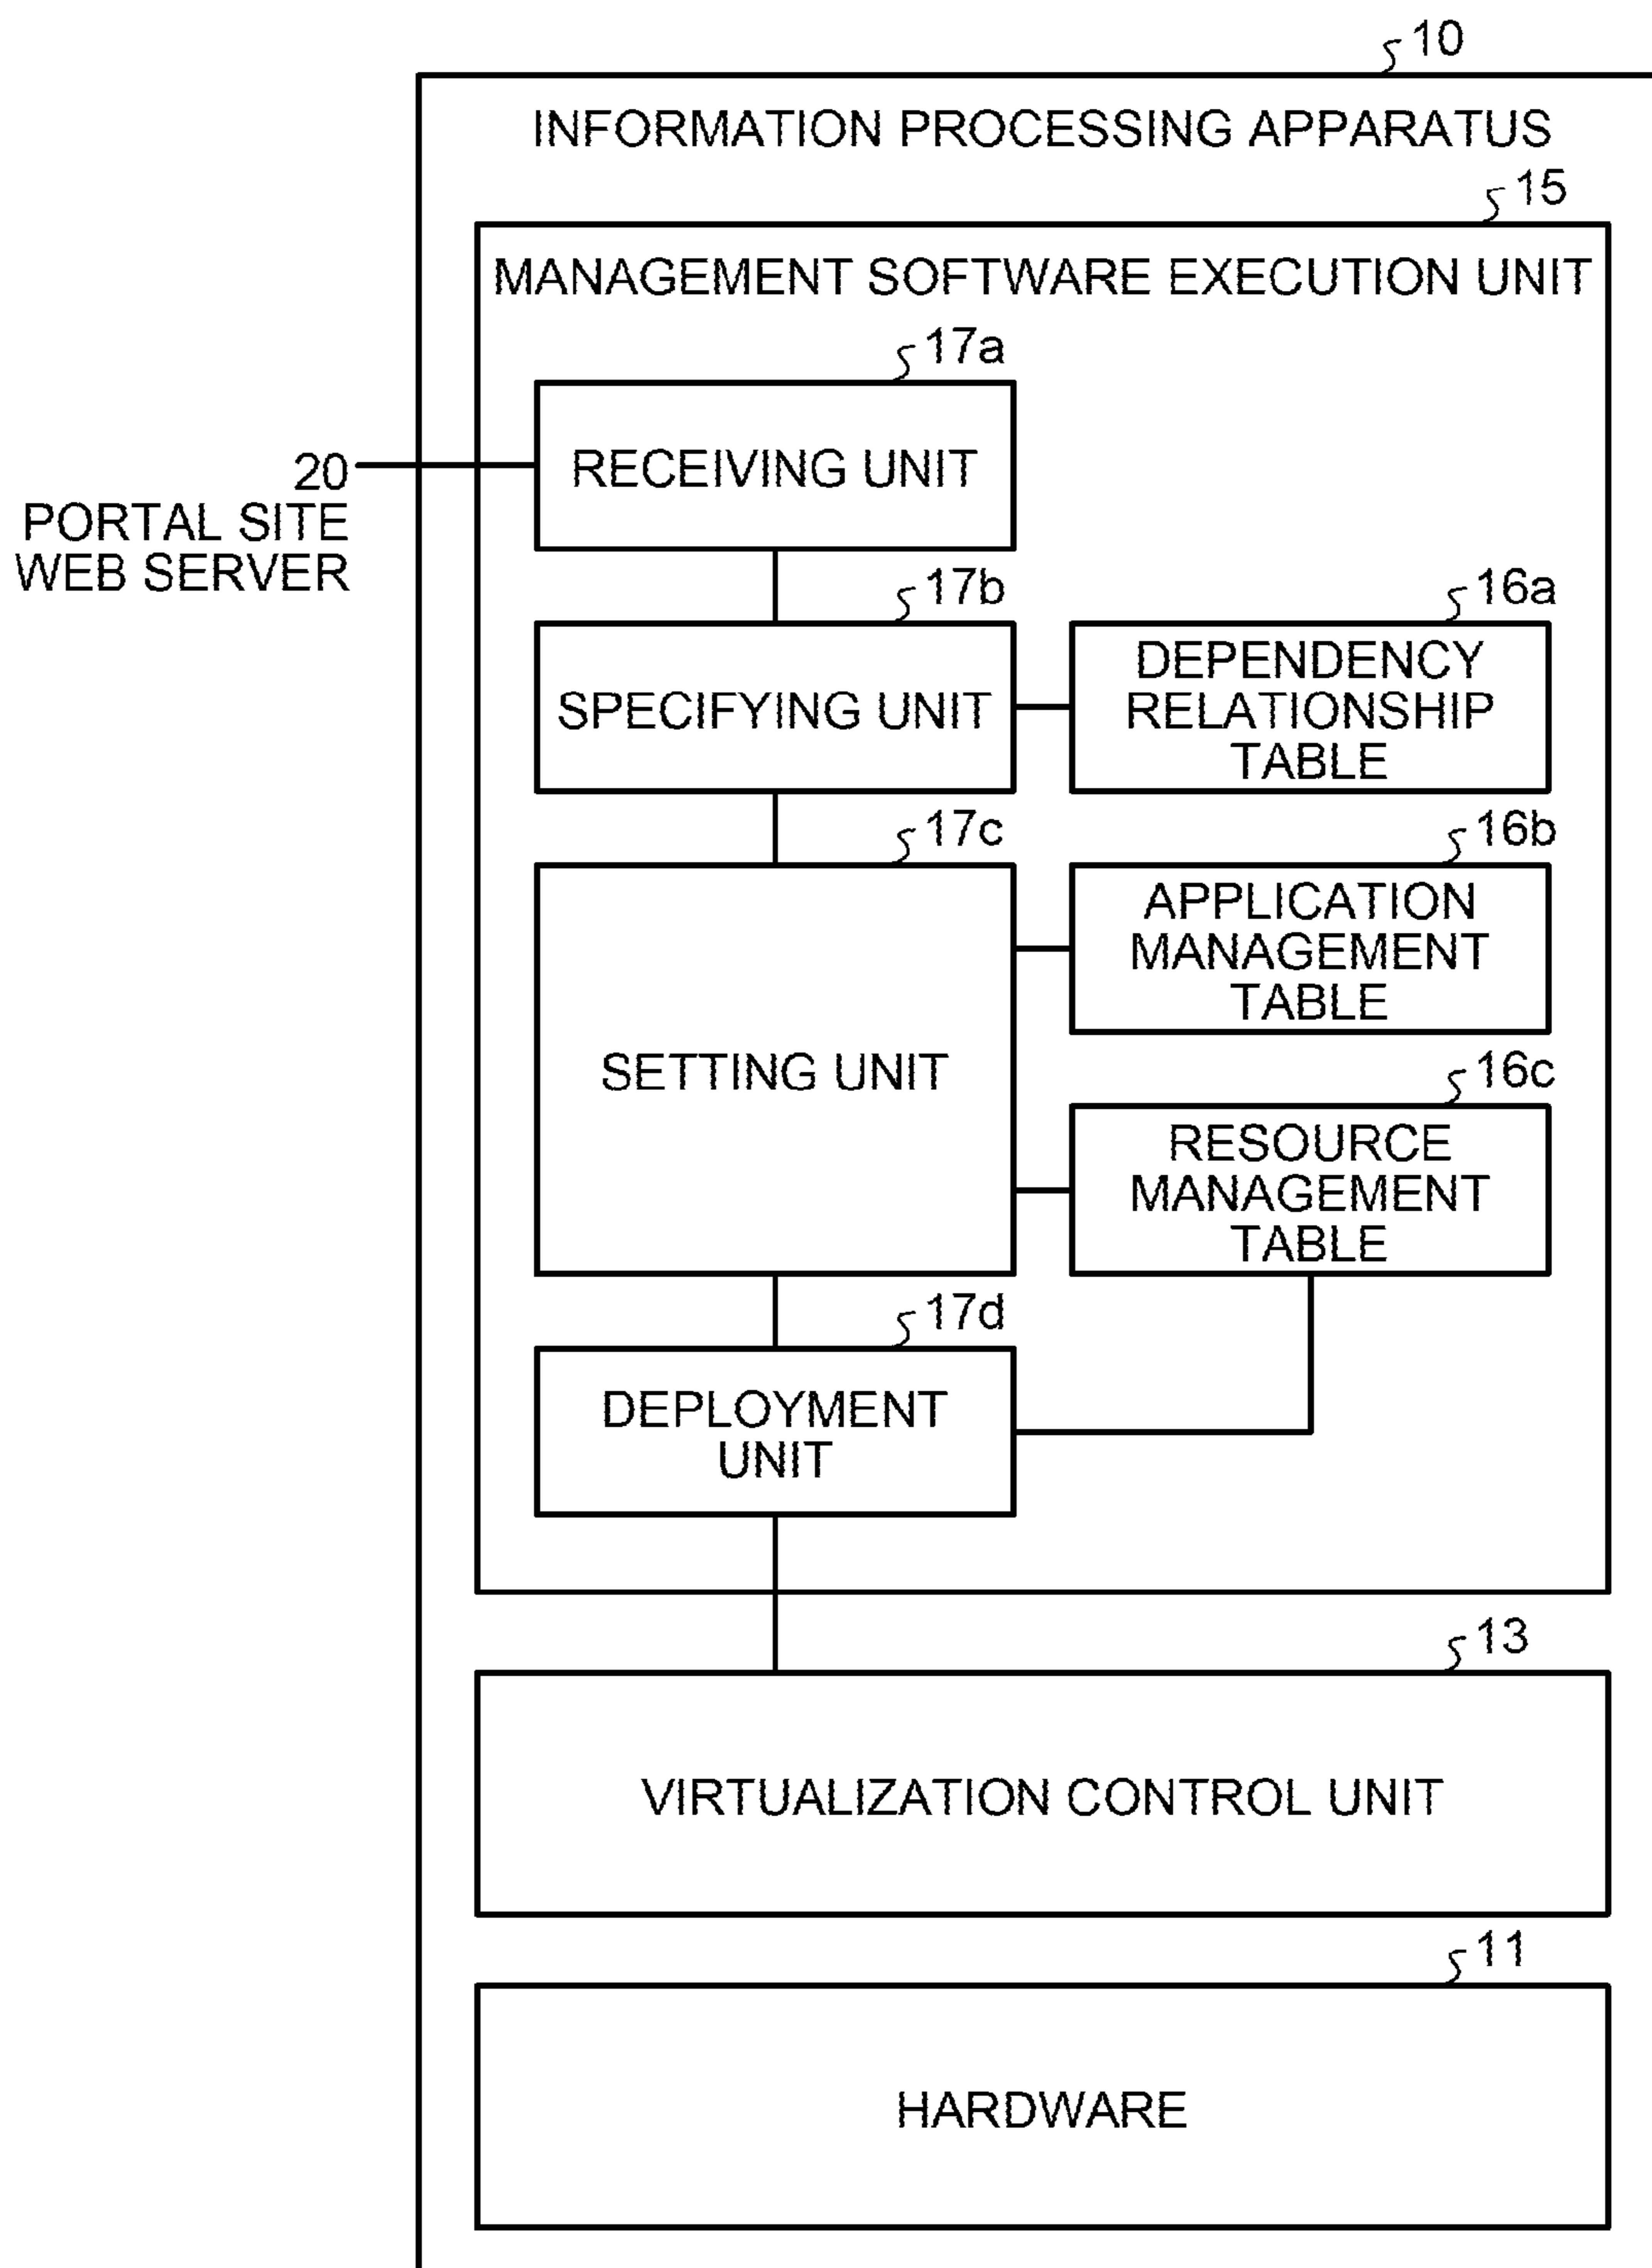 10
INFORMATION PROCESSING APPARATUS
15
MANAGEMENT SOFTWARE EXECUTION UNIT
17a
RECEIVING UNIT
20
PORTAL SITE
WEB SERVER
17b
SPECIFYING UNIT
16a
DEPENDENCY
RELATIONSHIP
TABLE
17c
SETTING UNIT
16b
APPLICATION
MANAGEMENT
TABLE
16c
RESOURCE
MANAGEMENT
TABLE
17d
DEPLOYMENT
UNIT
13
VIRTUALIZATION CONTROL UNIT
11
HARDWARE